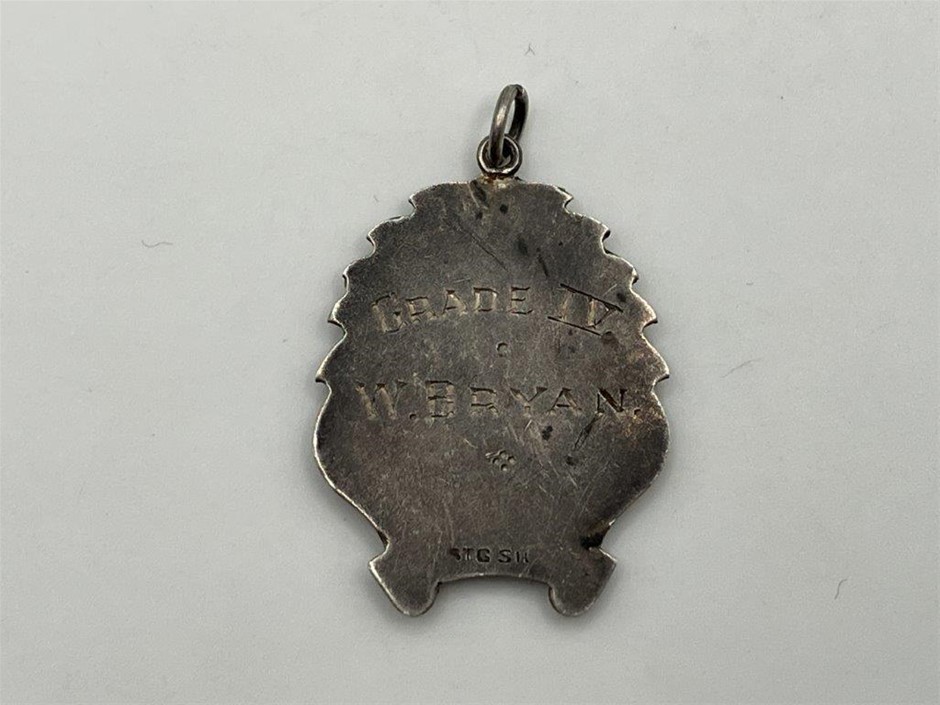 GRADE IV.
W. BRYAN.
STG SIL